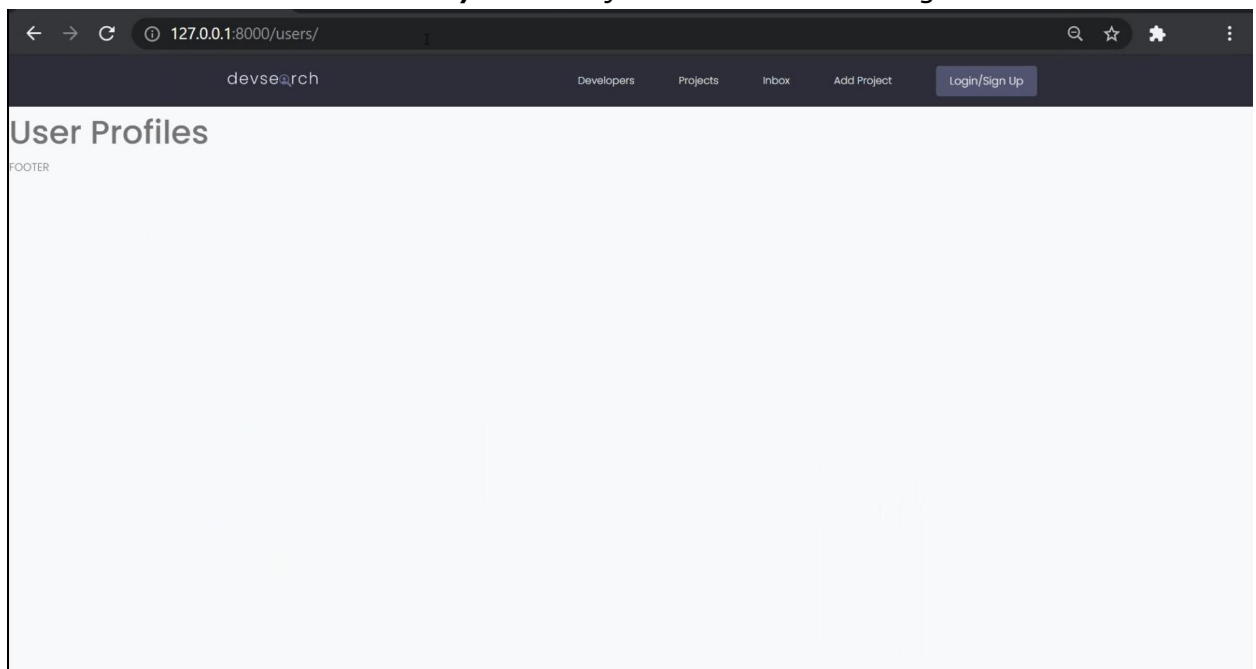 127.0.0.1:8000/users/
devsearch
Developers Projects Inbox Add Project Login/Sign Up
User Profiles
FOOTER